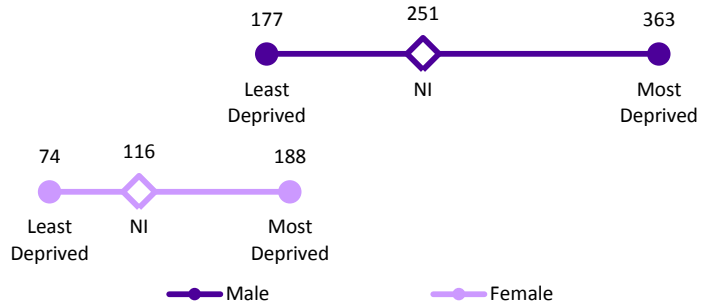 177 251 363
Least NI Most
Deprived Deprived
74 116 188
Least NI Most
Deprived Deprived
Male Female